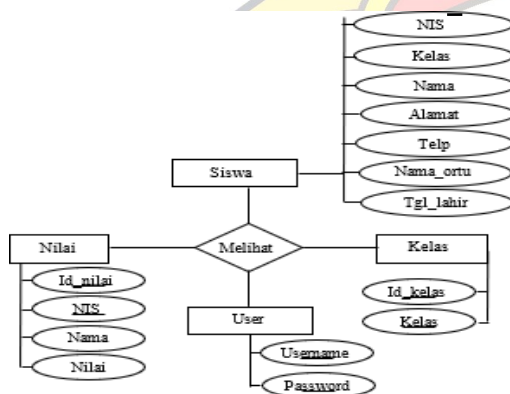 NIS
Kelas
Nama
Alamat
Telp
Nama_ortu
Tgl_lahir
Siswa
Nilai
Melihat
Kelas
Id_nilai
NIS
Nama
Nilai
User
Username
Password
Id_kelas
Kelas